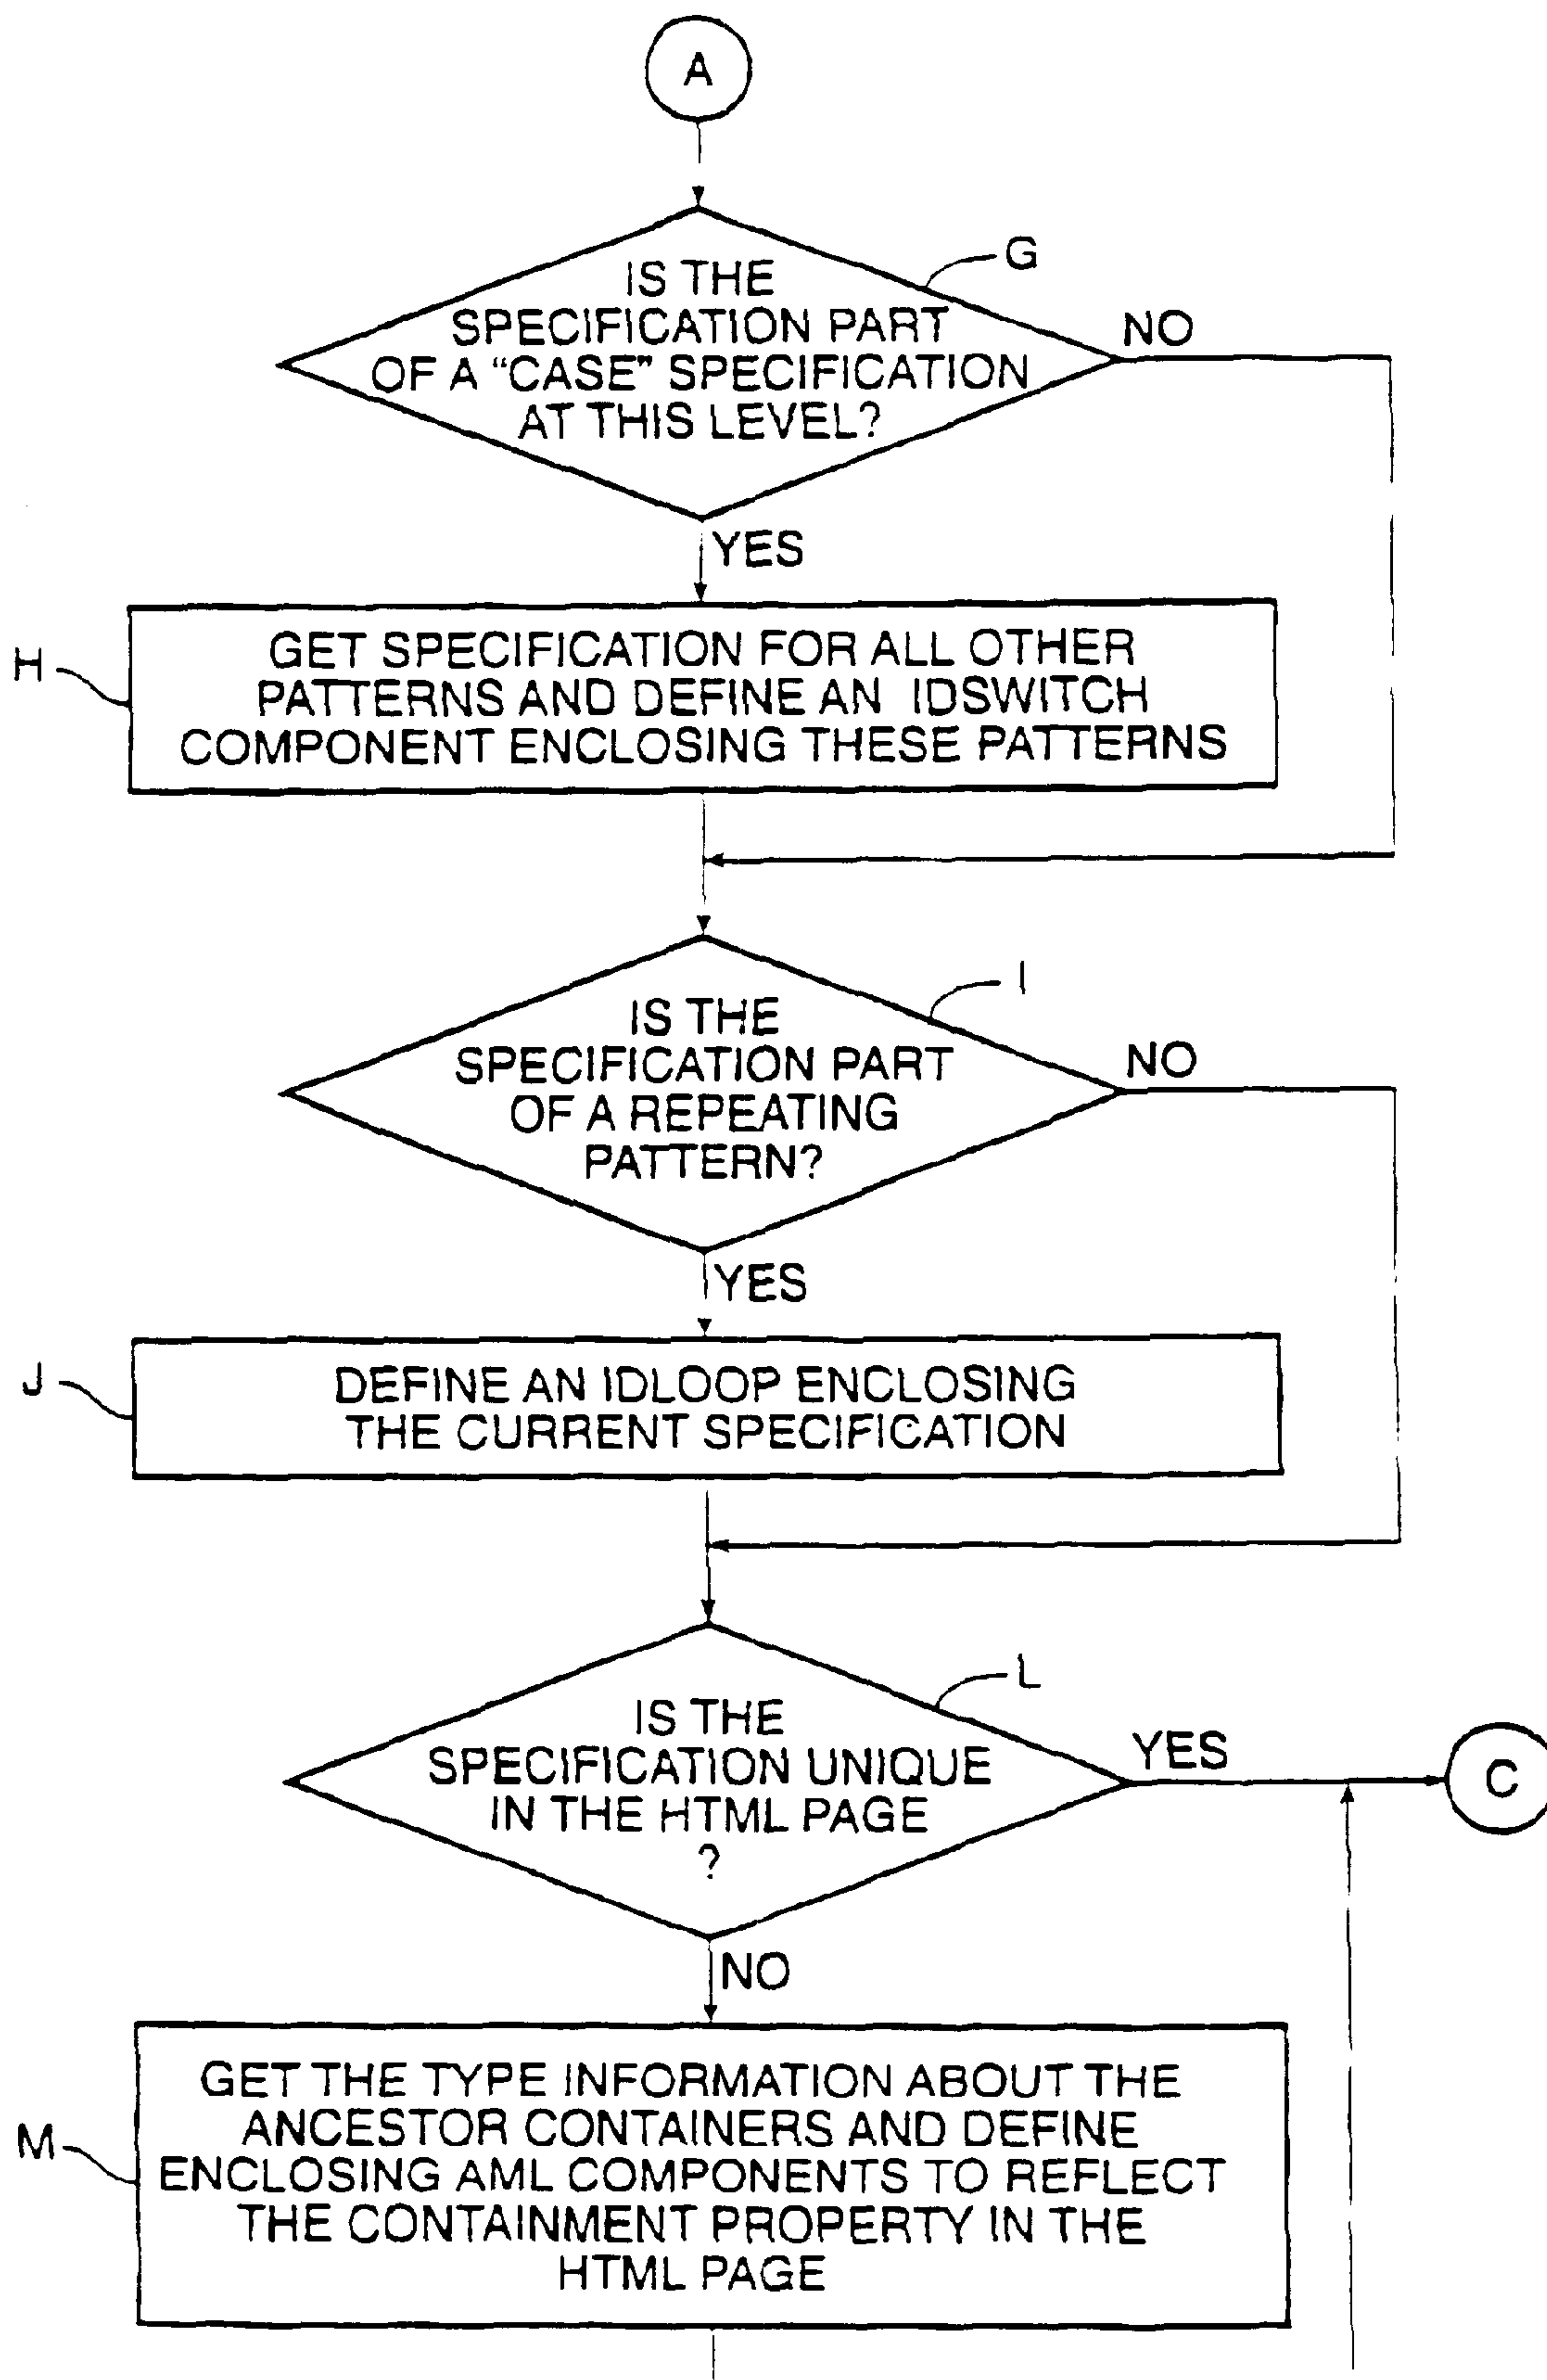 A
IS THE
SPECIFICATION PART
OF A "CASE" SPECIFICATION
AT THIS LEVEL?
G
NO
YES
H
GET SPECIFICATION FOR ALL OTHER
PATTERNS AND DEFINE AN IDSWITCH
COMPONENT ENCLOSING THESE PATTERNS
IS THE
SPECIFICATION PART
OF A REPEATING
PATTERN?
I
NO
YES
J
DEFINE AN IDLOOP ENCLOSING
THE CURRENT SPECIFICATION
IS THE
SPECIFICATION UNIQUE
IN THE HTML PAGE
?
L
YES
C
NO
M
GET THE TYPE INFORMATION ABOUT THE
ANCESTOR CONTAINERS AND DEFINE
ENCLOSING AML COMPONENTS TO REFLECT
THE CONTAINMENT PROPERTY IN THE
HTML PAGE